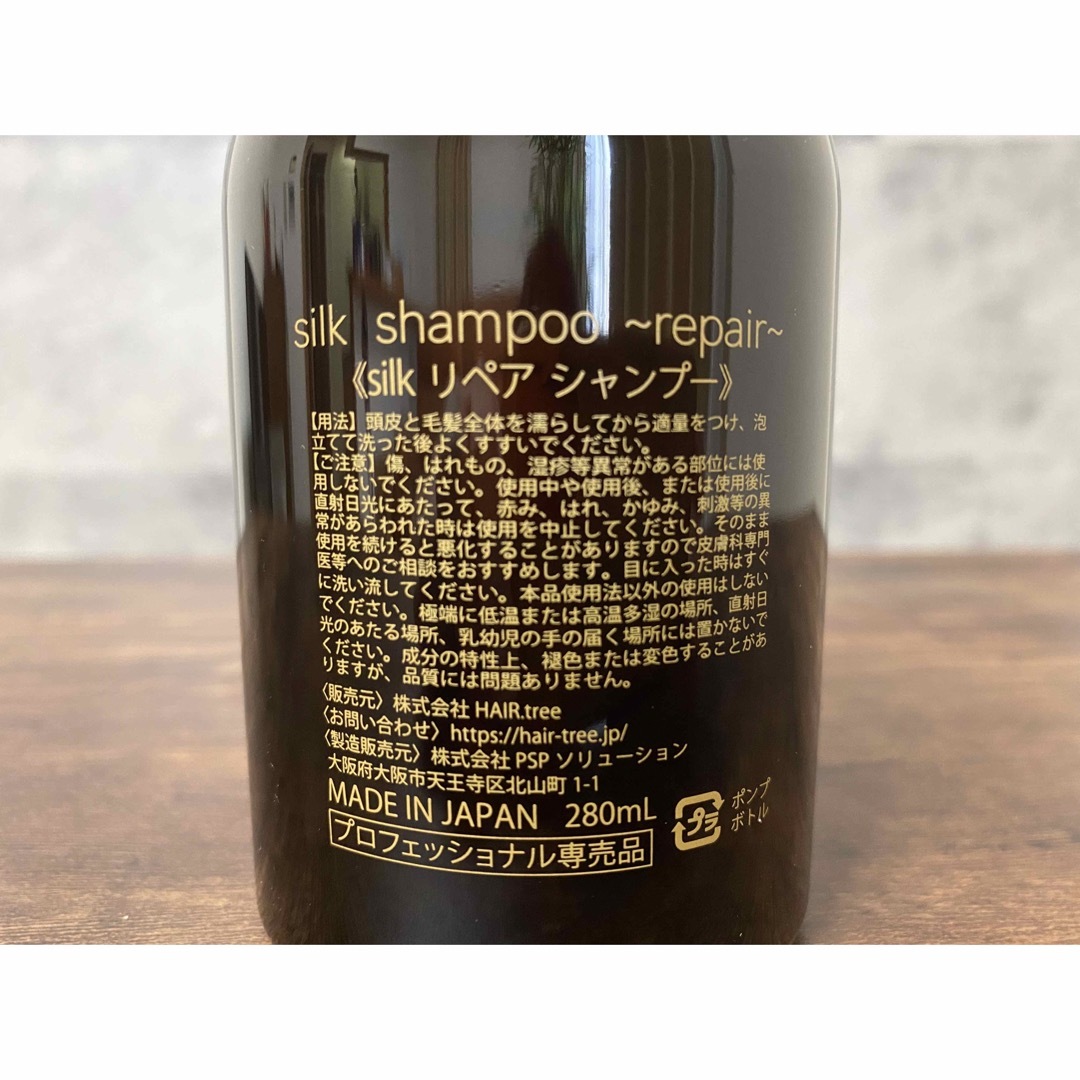 silk shampoo ~repair~
《silk リペア シャンプー》
【用法】頭皮と毛髪全体を濡らしてから適量をつけ、泡
立てて洗った後よくすすいでください。
【ご注意】傷、はれもの、湿疹等異常がある部位には使
用しないでください。使用中や使用後、または使用後に
直射日光にあたって、赤み、はれ、かゆみ、刺激等の異
常があらわれた時は使用を中止してください。そのまま
使用を続けると悪化することがありますので皮膚科専門
医等へのご相談をおすすめします。目に入った時はすぐ
に洗い流してください。本品使用法以外の使用はしない
でください。極端に低温または高温多湿の場所、直射日
光のあたる場所、乳幼児の手の届く場所には置かないで
ください。成分の特性上、褪色または変色することがあ
りますが、品質には問題ありません。
〈販売元〉株式会社 HAIR.tree
〈お問い合わせ〉https://hair-tree.jp/
〈製造販売元〉株式会社 PSP ソリューション
大阪府大阪市天王寺区北山町 1-1
MADE IN JAPAN 280mL
プラ
ポンプ
ボトル
プロフェッショナル専売品